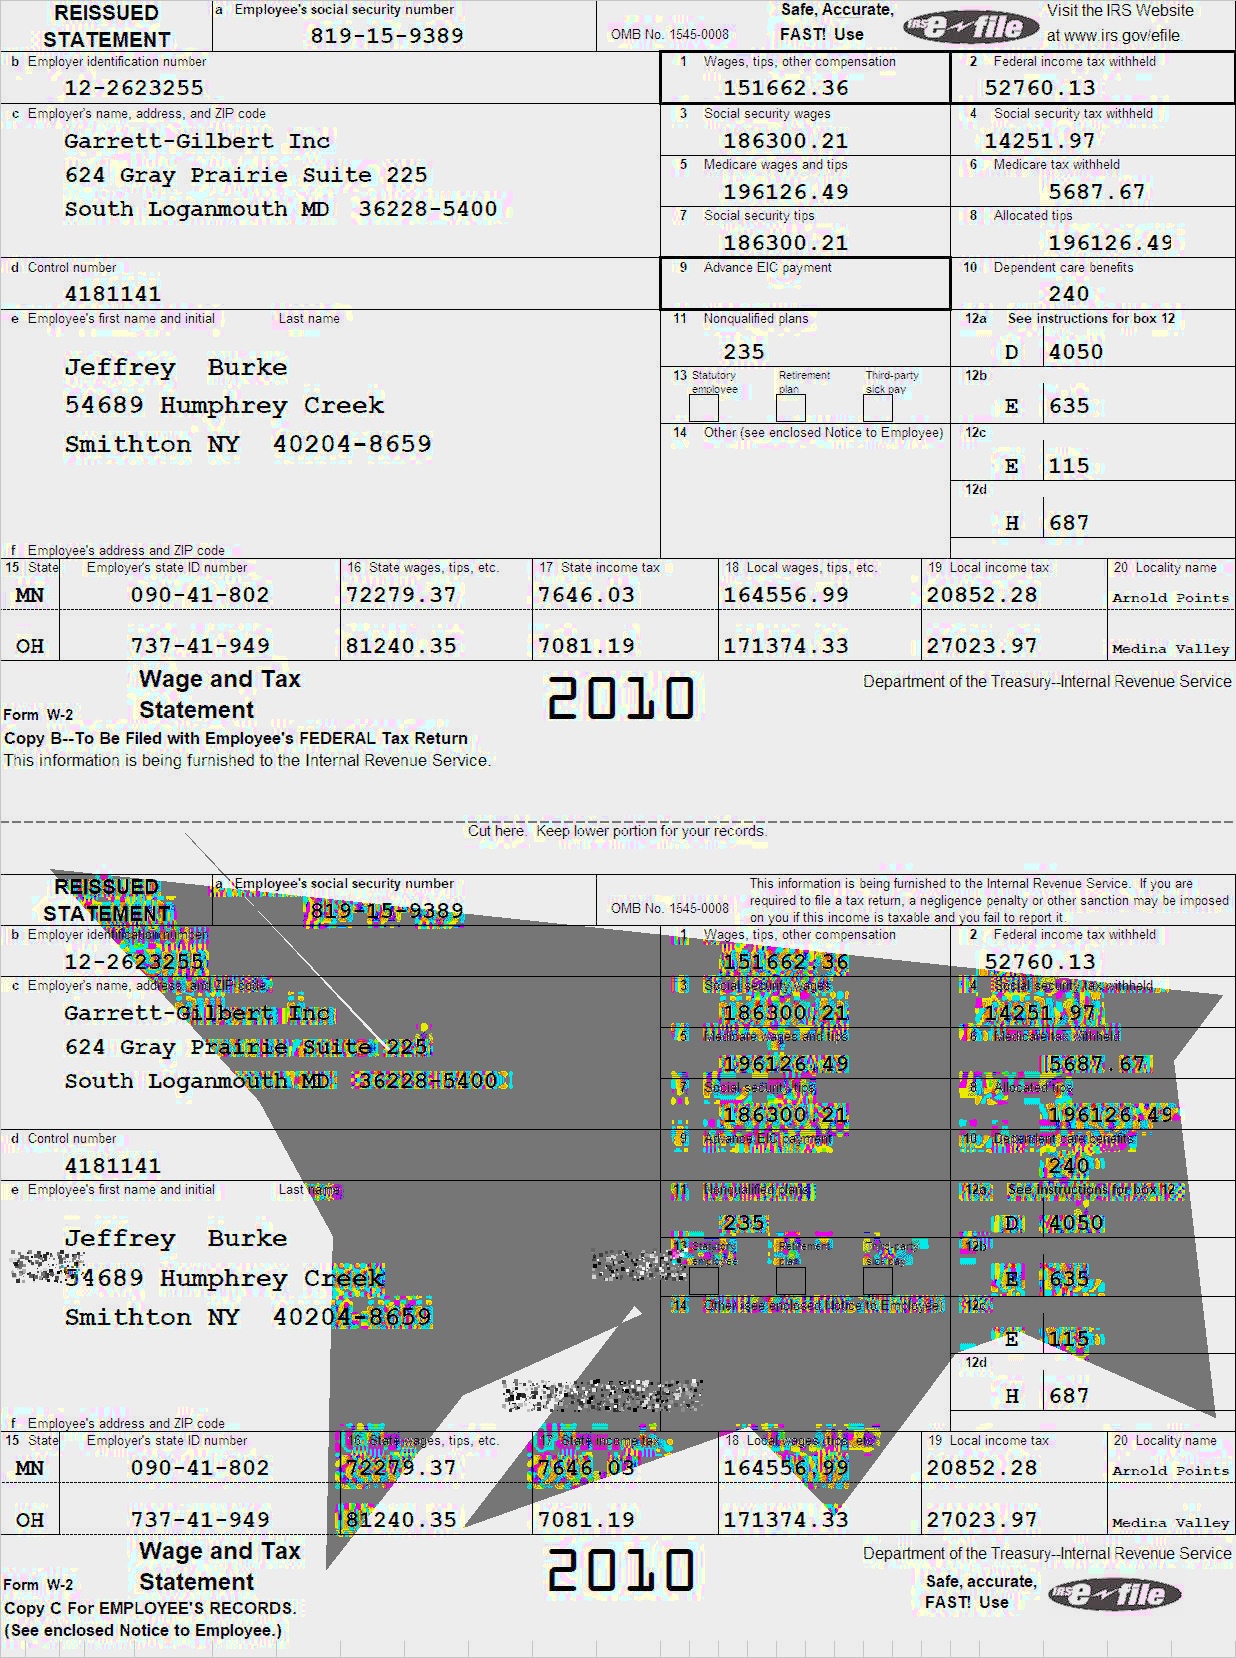 REISSUED STATEMENT
a Employee's social security number
819-15-9389
OMB No. 1545-0008
Safe, Accurate, FAST! Use
IRS e-file
Visit the IRS Website at www.irs.gov/efile
b Employer identification number
12-2623255
1 Wages, tips, other compensation
151662.36
2 Federal income tax withheld
52760.13
c Employer's name, address, and ZIP code
Garrett-Gilbert Inc
624 Gray Prairie Suite 225
South Loganmouth MD 36228-5400
3 Social security wages
186300.21
4 Social security tax withheld
14251.97
5 Medicare wages and tips
196126.49
6 Medicare tax withheld
5687.67
7 Social security tips
186300.21
8 Allocated tips
196126.49
d Control number
4181141
9 Advance EIC payment
10 Dependent care benefits
240
e Employee's first name and initial Last name
Jeffrey Burke
54689 Humphrey Creek
Smithton NY 40204-8659
11 Nonqualified plans
235
12a See instructions for box 12
D 4050
13 Statutory employee Retirement plan Third-party sick pay
12b
E 635
14 Other (see enclosed Notice to Employee)
12c
E 115
12d
H 687
f Employee's address and ZIP code
15 State Employer's state ID number 16 State wages, tips, etc. 17 State income tax 18 Local wages, tips, etc. 19 Local income tax 20 Locality name
MN 090-41-802 72279.37 7646.03 164556.99 20852.28 Arnold Points
OH 737-41-949 81240.35 7081.19 171374.33 27023.97 Medina Valley
Form W-2 Wage and Tax Statement
2010
Department of the Treasury--Internal Revenue Service
Copy B--To Be Filed with Employee's FEDERAL Tax Return
This information is being furnished to the Internal Revenue Service.
Cut here. Keep lower portion for your records.
REISSUED STATEMENT
a Employee's social security number
819-15-9389
OMB No. 1545-0008
This information is being furnished to the Internal Revenue Service. If you are
required to file a tax return, a negligence penalty or other sanction may be imposed
on you if this income is taxable and you fail to report it.
b Employer identification number
12-2623255
1 Wages, tips, other compensation
151662.36
2 Federal income tax withheld
52760.13
c Employer's name, address, and ZIP code
Garrett-Gilbert Inc
624 Gray Prairie Suite 225
South Loganmouth MD 36228-5400
3 Social security wages
186300.21
4 Social security tax withheld
14251.97
5 Medicare wages and tips
196126.49
6 Medicare tax withheld
5687.67
7 Social security tips
186300.21
8 Allocated tips
196126.49
d Control number
4181141
9 Advance EIC payment
10 Dependent care benefits
240
e Employee's first name and initial Last name
Jeffrey Burke
54689 Humphrey Creek
Smithton NY 40204-8659
11 Nonqualified plans
235
12a See instructions for box 12
D 4050
13 Statutory employee Retirement plan Third-party sick pay
12b
E 635
14 Other (see enclosed Notice to Employee)
12c
E 115
12d
H 687
f Employee's address and ZIP code
15 State Employer's state ID number 16 State wages, tips, etc. 17 State income tax 18 Local wages, tips, etc. 19 Local income tax 20 Locality name
MN 090-41-802 72279.37 7646.03 164556.99 20852.28 Arnold Points
OH 737-41-949 81240.35 7081.19 171374.33 27023.97 Medina Valley
Form W-2 Wage and Tax Statement
2010
Department of the Treasury--Internal Revenue Service
Safe, accurate, FAST! Use
IRS e-file
Copy C For EMPLOYEE'S RECORDS.
(See enclosed Notice to Employee.)